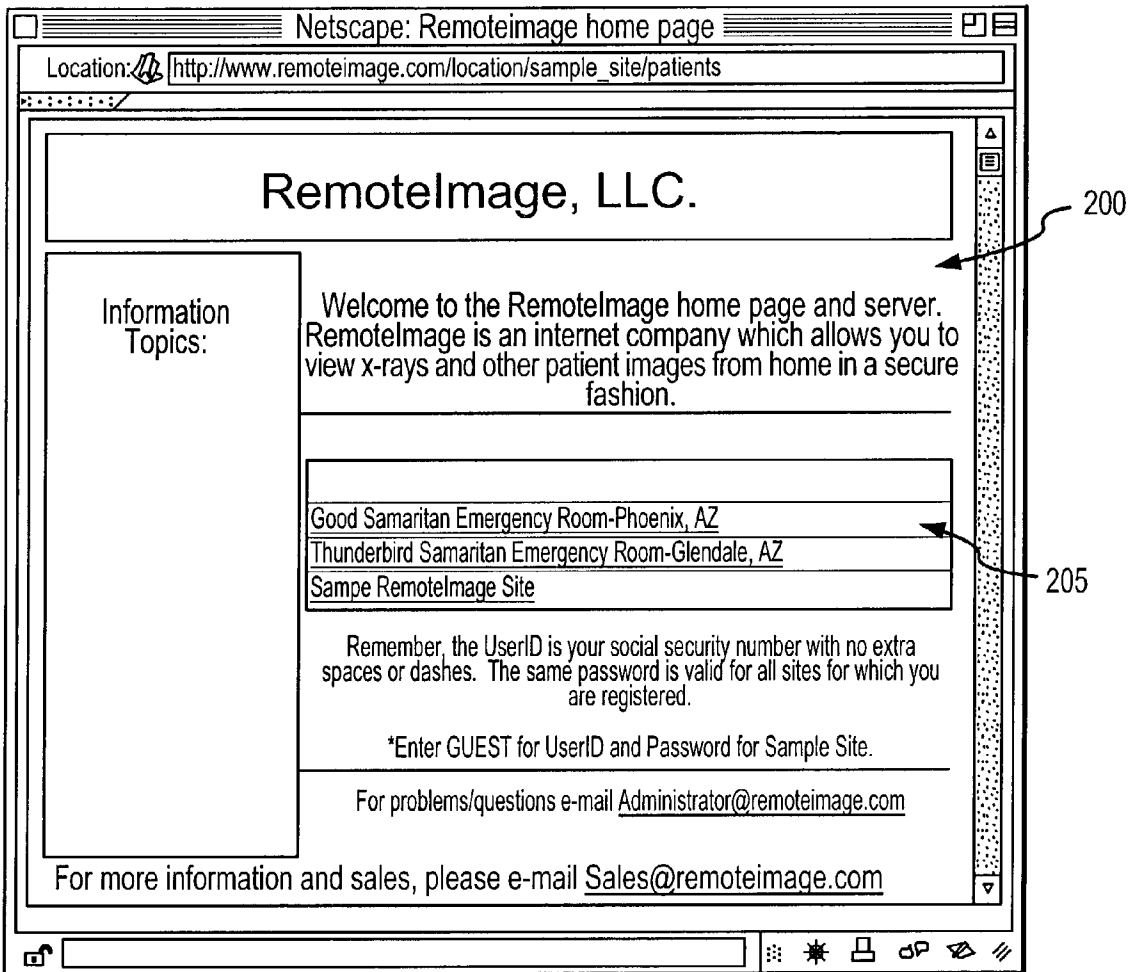 Netscape: Remoteimage home page
Location: http://www.remoteimage.com/location/sample_site/patients
RemoteImage, LLC.
200
Information
Topics:
Welcome to the RemoteImage home page and server.
RemoteImage is an internet company which allows you to
view x-rays and other patient images from home in a secure
fashion.
Good Samaritan Emergency Room-Phoenix, AZ
Thunderbird Samaritan Emergency Room-Glendale, AZ
Sampe RemoteImage Site
205
Remember, the UserID is your social security number with no extra
spaces or dashes. The same password is valid for all sites for which you
are registered.
*Enter GUEST for UserID and Password for Sample Site.
For problems/questions e-mail Administrator@remoteimage.com
For more information and sales, please e-mail Sales@remoteimage.com